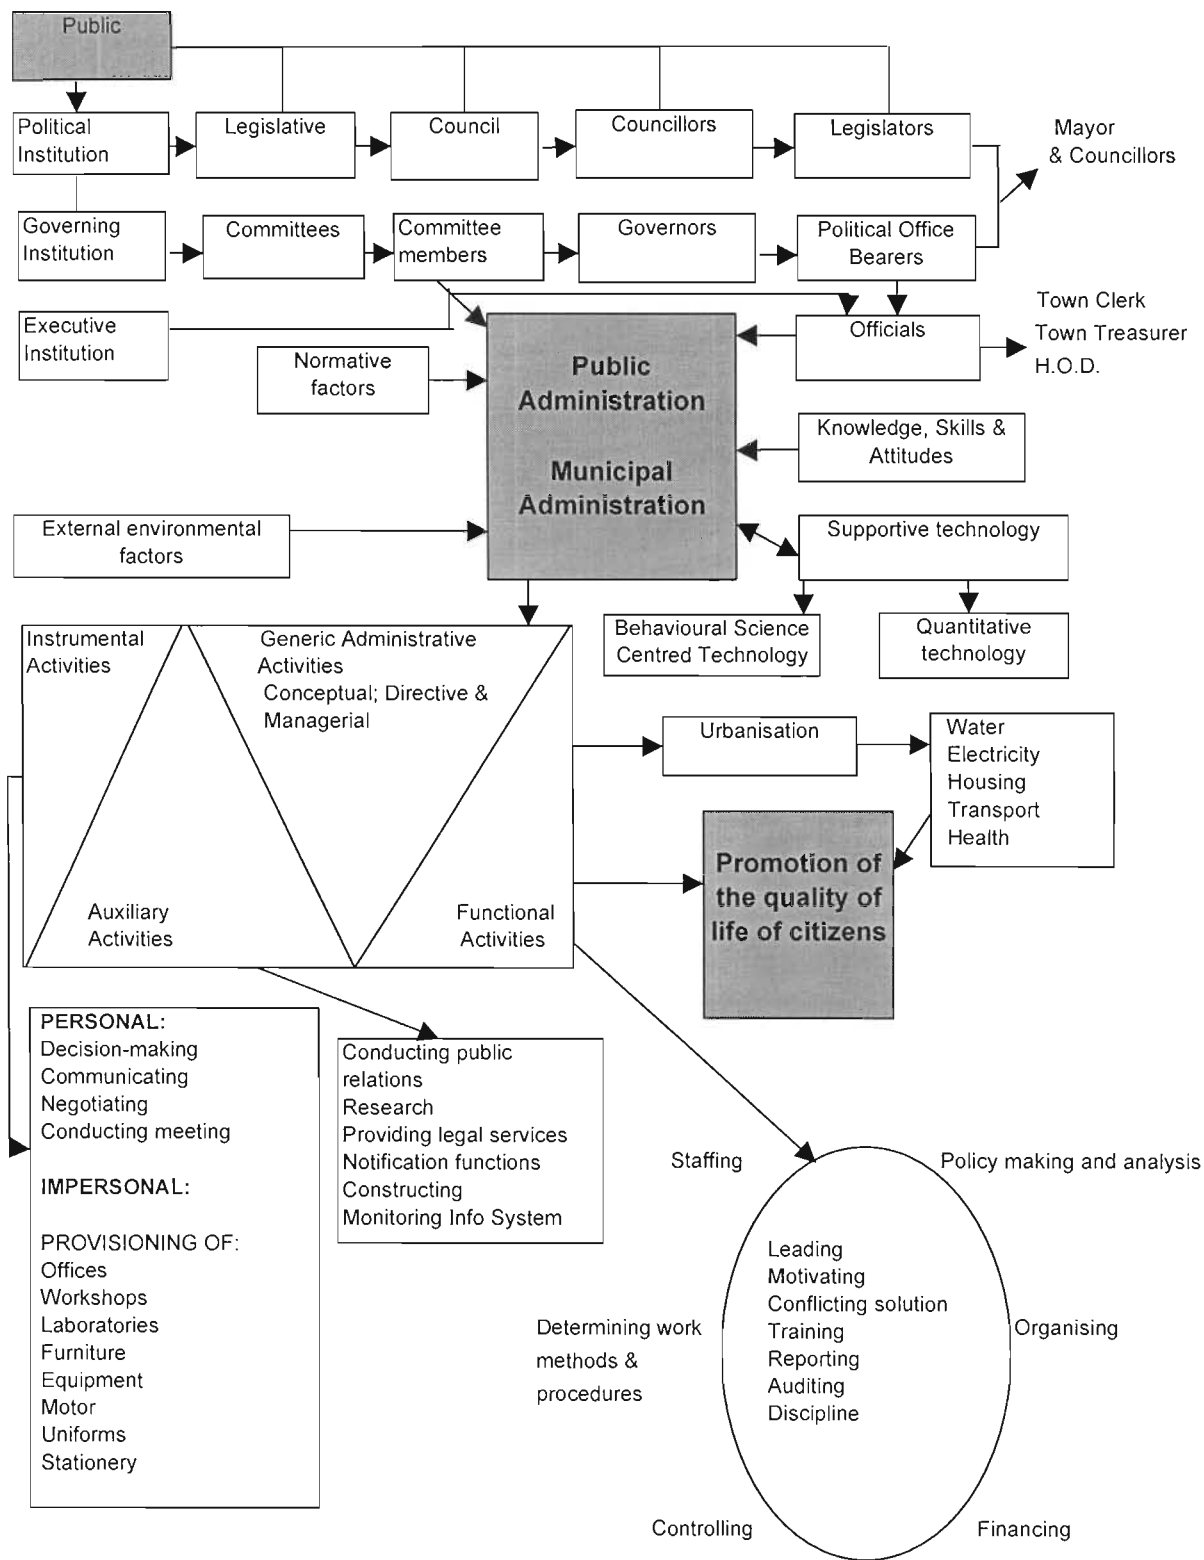 Public
Political
Institution
Legislative
Council
Councillors
Legislators
Mayor
& Councillors
Governing
Institution
Committees
Committee
members
Governors
Political Office
Bearers
Executive
Institution
Officials
Town Clerk
Town Treasurer
H.O.D.
Normative
factors
Public
Administration
Municipal
Administration
Knowledge, Skills &
Attitudes
External environmental
factors
Supportive technology
Behavioural Science
Centred Technology
Quantitative
technology
Instrumental
Activities
Generic Administrative
Activities
Conceptual; Directive &
Managerial
Auxiliary
Activities
Functional
Activities
Urbanisation
Water
Electricity
Housing
Transport
Health
Promotion of
the quality of
life of citizens
PERSONAL:
Decision-making
Communicating
Negotiating
Conducting meeting
IMPERSONAL:
PROVISIONING OF:
Offices
Workshops
Laboratories
Furniture
Equipment
Motor
Uniforms
Stationery
Conducting public
relations
Research
Providing legal services
Notification functions
Constructing
Monitoring Info System
Staffing
Policy making and analysis
Leading
Motivating
Conflicting solution
Training
Reporting
Auditing
Discipline
Determining work
methods &
procedures
Organising
Controlling
Financing